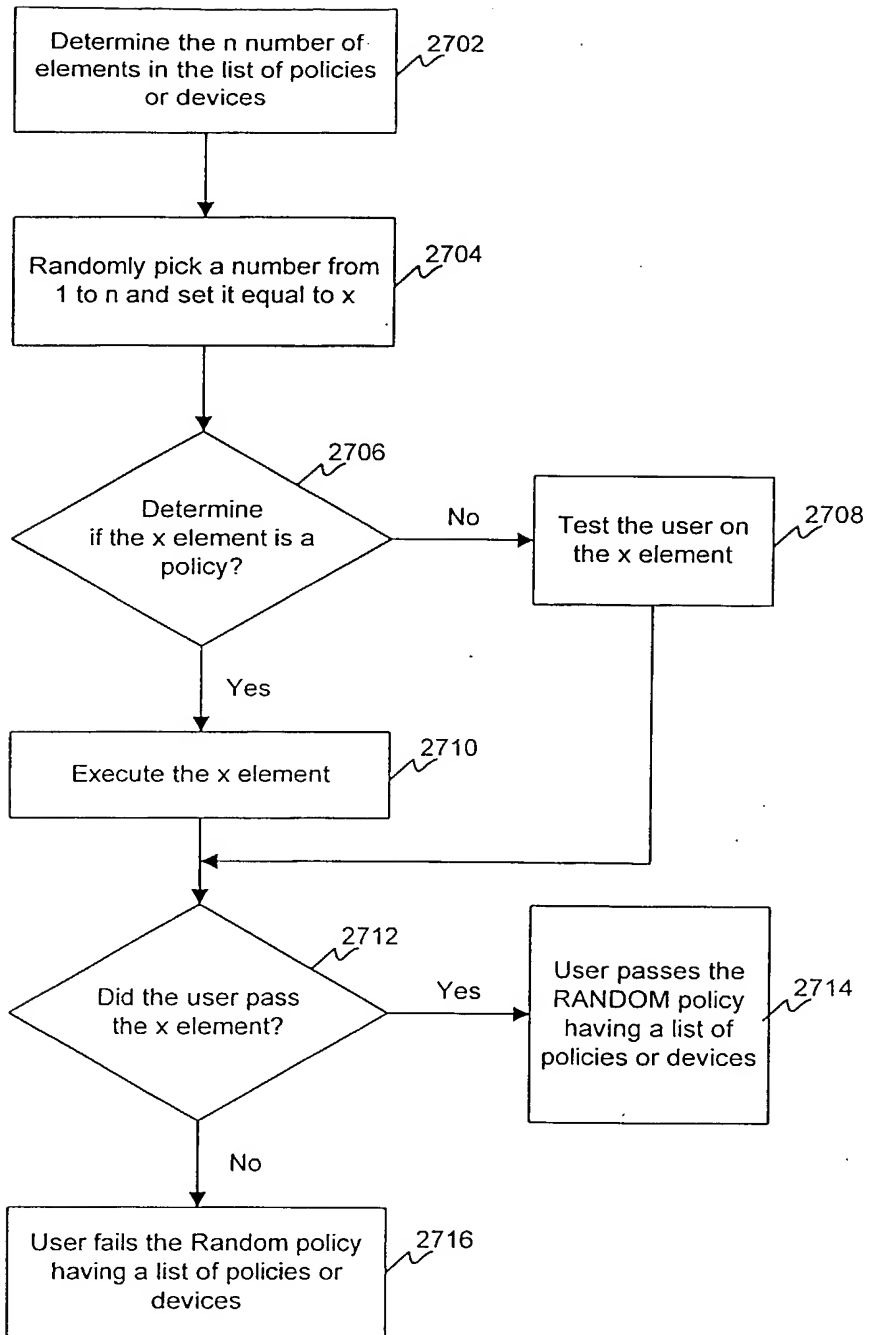 Determine the n number of
elements in the list of policies
or devices
2702
Randomly pick a number from
1 to n and set it equal to x
2704
2706
Determine
if the x element is a
policy?
No
Test the user on
the x element
2708
Yes
Execute the x element
2710
2712
Did the user pass
the x element?
Yes
User passes the
RANDOM policy
having a list of
policies or devices
2714
No
User fails the Random policy
having a list of policies or
devices
2716